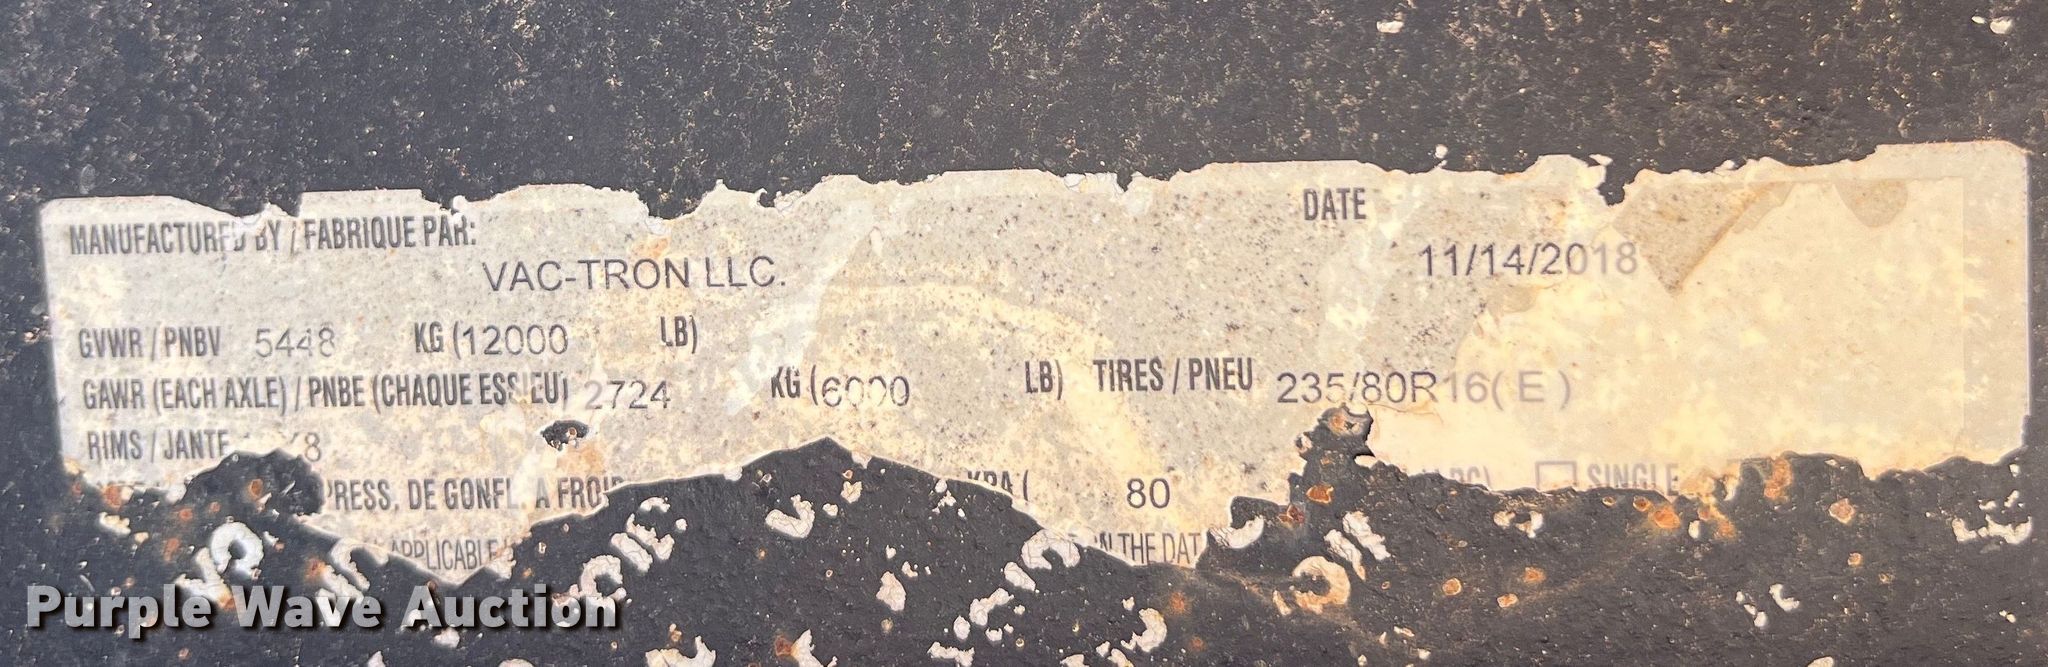 MANUFACTURED BY / FABRIQUE PAR:
DATE
VAC-TRON LLC.
11/14/2018
GVWR / PNBV 5448 KG (12000 LB)
GAWR (EACH AXLE) / PNBE (CHAQUE ESSIEU) 2724 KG (6000 LB) TIRES / PNEU 235/80R16( E )
RIMS / JANTE
PRESS. DE GONFL. A FROID KPA ( 80 SINGLE
APPLICABLE IN THE DAT
Purple Wave Auction